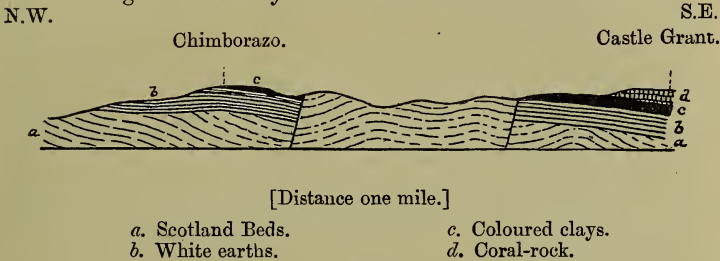 N.W.
S.E.
Chimborazo.
Castle Grant.
b
c
d
c
b
a
a
[Distance one mile.]
a. Scotland Beds.
c. Coloured clays.
b. White earths.
d. Coral-rock.